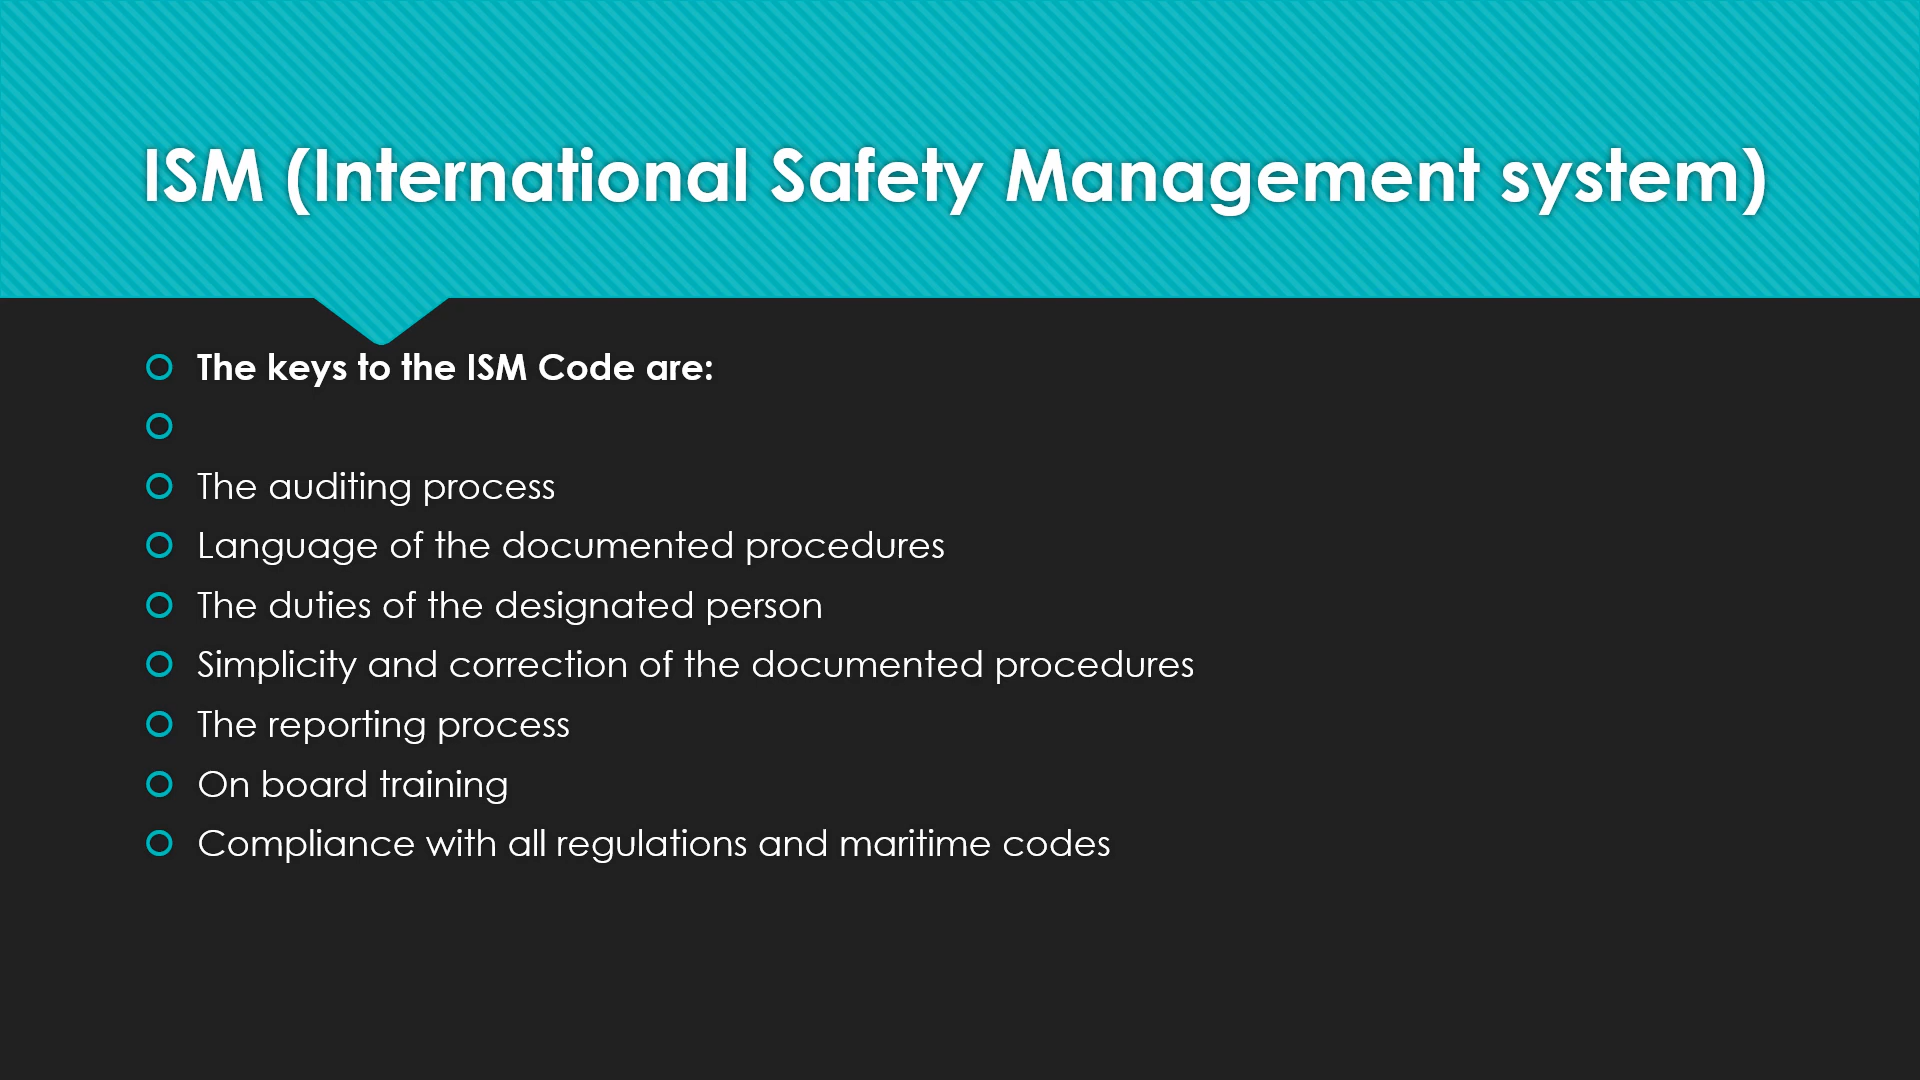 ISM (International Safety Management system)
The keys to the ISM Code are:
The auditing process
Language of the documented procedures
The duties of the designated person
Simplicity and correction of the documented procedures
The reporting process
On board training
Compliance with all regulations and maritime codes